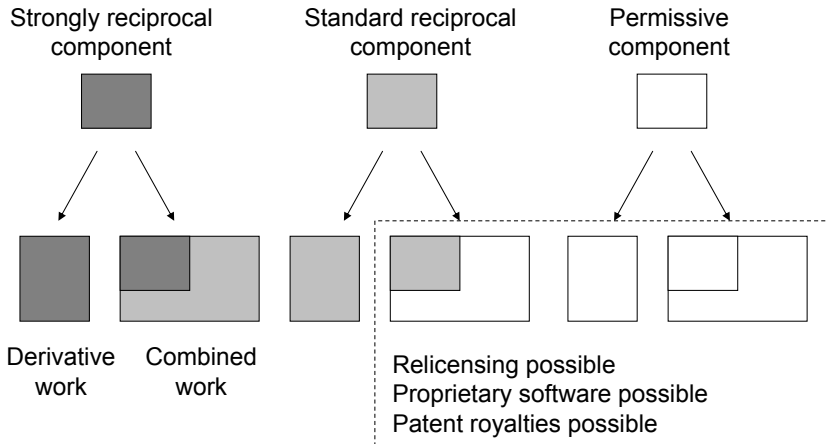 Strongly reciprocal
component
Standard reciprocal
component
Permissive
component
Derivative
work
Combined
work
Relicensing possible
Proprietary software possible
Patent royalties possible